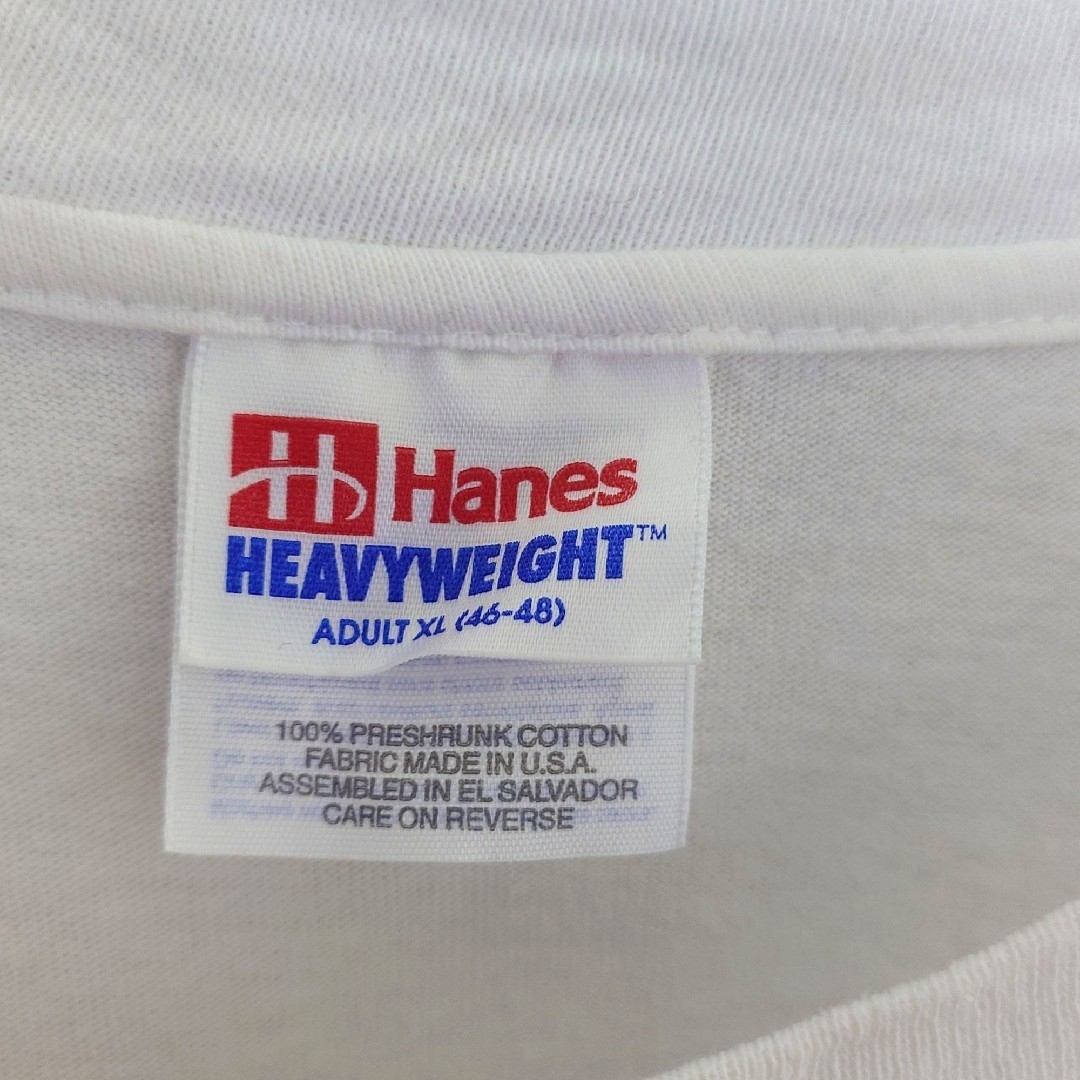 H Hanes
HEAVYWEIGHT™
ADULT XL (46-48)
100% PRESHRUNK COTTON
FABRIC MADE IN U.S.A.
ASSEMBLED IN EL SALVADOR
CARE ON REVERSE